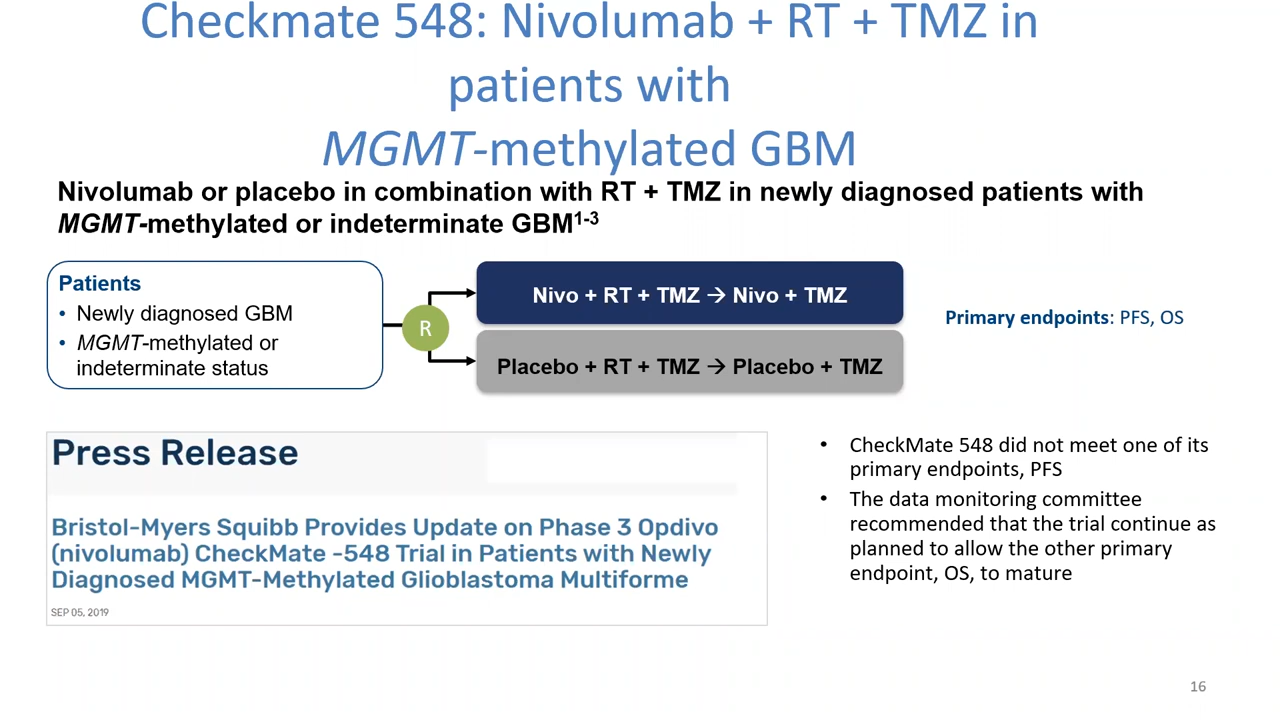 Checkmate 548: Nivolumab + RT + TMZ in
patients with
MGMT-methylated GBM
Nivolumab or placebo in combination with RT + TMZ in newly diagnosed patients with
MGMT-methylated or indeterminate GBM1-3
Patients
• Newly diagnosed GBM
• MGMT-methylated or
indeterminate status
R
Nivo + RT + TMZ → Nivo + TMZ
Placebo + RT + TMZ → Placebo + TMZ
Primary endpoints: PFS, OS
Press Release
Bristol-Myers Squibb Provides Update on Phase 3 Opdivo
(nivolumab) CheckMate -548 Trial in Patients with Newly
Diagnosed MGMT-Methylated Glioblastoma Multiforme
SEP 05, 2019
• CheckMate 548 did not meet one of its
primary endpoints, PFS
• The data monitoring committee
recommended that the trial continue as
planned to allow the other primary
endpoint, OS, to mature
16